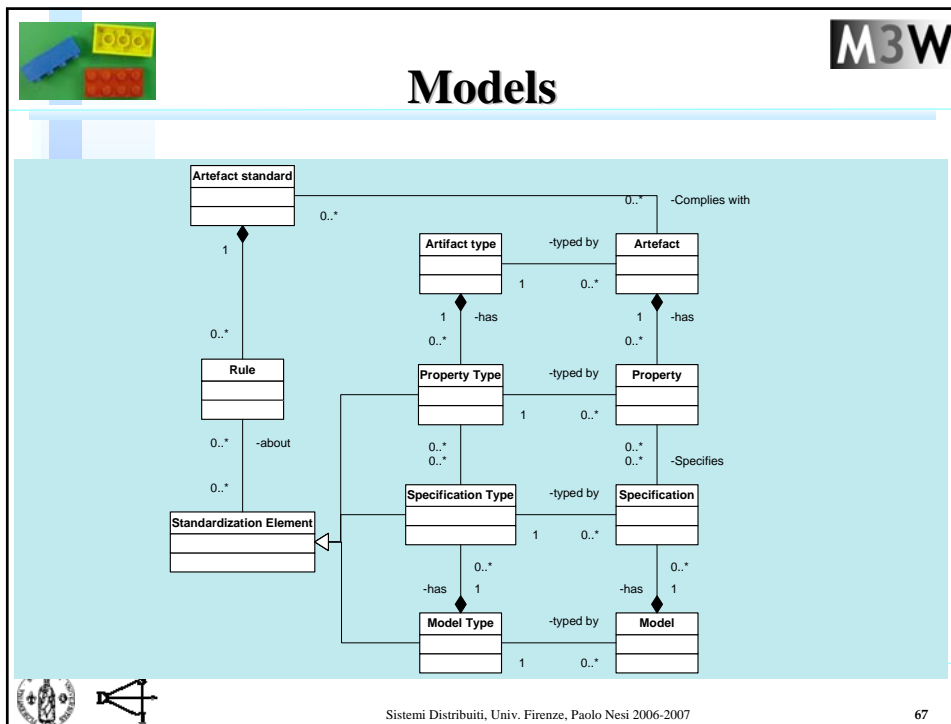 M3W
Models
Artefact standard
0..*
0..* -Complies with
1
Artifact type
-typed by
Artefact
1 0..*
1 -has
1 -has
0..*
0..*
0..*
Rule
Property Type
-typed by
Property
1 0..*
0..* -about
0..*
0..*
0..*
0..* -Specifies
0..*
Specification Type
-typed by
Specification
Standardization Element
1 0..*
0..*
0..*
-has 1
-has 1
Model Type
-typed by
Model
1 0..*
Sistemi Distribuiti, Univ. Firenze, Paolo Nesi 2006-2007
67